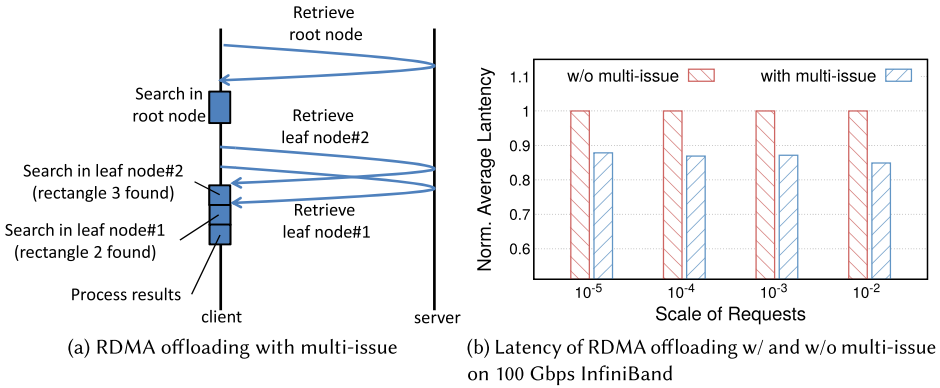 Retrieve
root node
Search in
root node
Retrieve
leaf node#2
Search in leaf node#2
(rectangle 3 found)
Search in leaf node#1
(rectangle 2 found)
Retrieve
leaf node#1
Process results
client
server
(a) RDMA offloading with multi-issue
Norm. Average Lantency
1.1
1
0.9
0.8
0.7
0.6
w/o multi-issue
with multi-issue
10-5
10-4
10-3
10-2
Scale of Requests
(b) Latency of RDMA offloading w/ and w/o multi-issue
on 100 Gbps InfiniBand